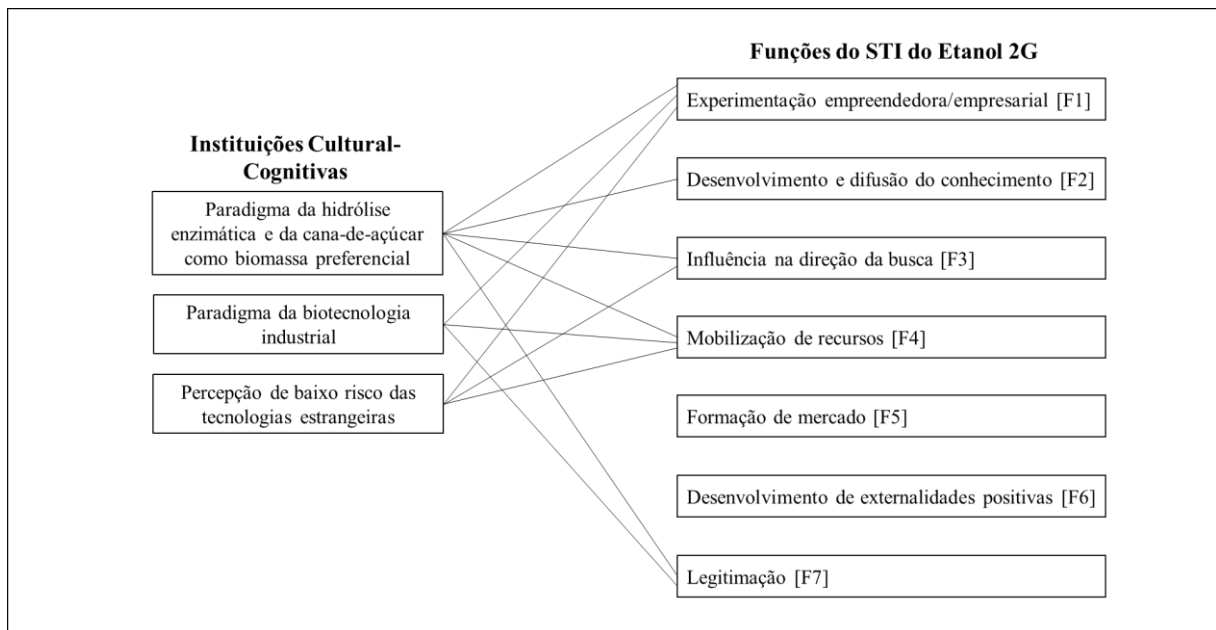 Instituições Cultural-
Cognitivas
Paradigma da hidrólise
enzimática e da cana-de-açúcar
como biomassa preferencial
Paradigma da biotecnologia
industrial
Percepção de baixo risco das
tecnologias estrangeiras
Funções do STI do Etanol 2G
Experimentação empreendedora/empresarial [F1]
Desenvolvimento e difusão do conhecimento [F2]
Influência na direção da busca [F3]
Mobilização de recursos [F4]
Formação de mercado [F5]
Desenvolvimento de externalidades positivas [F6]
Legitimação [F7]